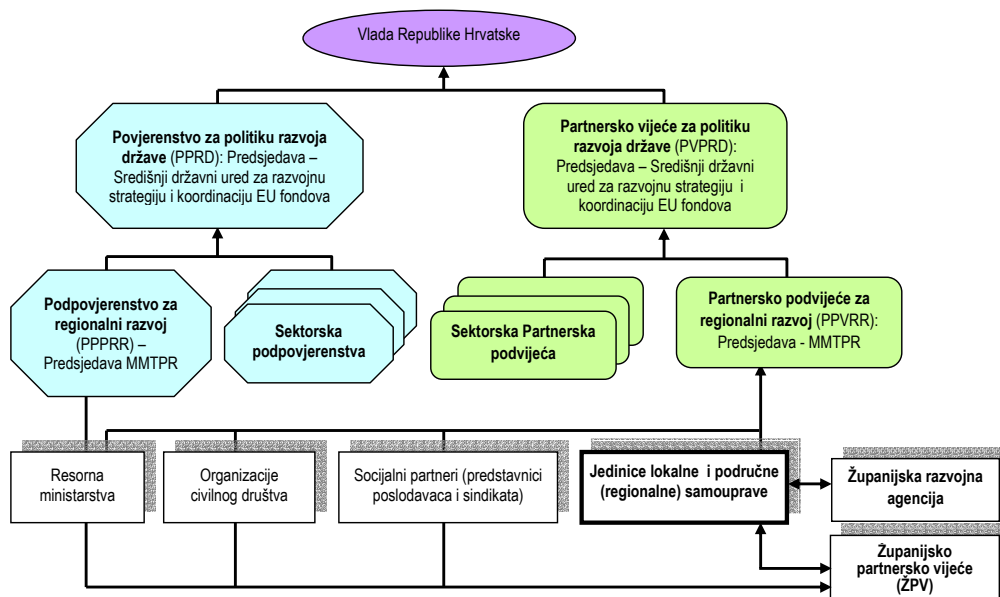 Vlada Republike Hrvatske
Povjerenstvo za politiku razvoja
države (PPRD): Predsjedava –
Središnji državni ured za razvojnu
strategiju i koordinaciju EU fondova
Partnersko vijeće za politiku
razvoja države (PVPRD):
Predsjedava – Središnji državni
ured za razvojnu strategiju i
koordinaciju EU fondova
Podpovjerenstvo za
regionalni razvoj
(PPPRR) –
Predsjedava MMTPR
Sektorska
podpovjerenstva
Sektorska Partnerska
podvijeća
Partnersko podvijeće za
regionalni razvoj (PPVRR):
Predsjedava - MMTPR
Resorna
ministarstva
Organizacije
civilnog društva
Socijalni partneri (predstavnici
poslodavaca i sindikata)
Jedinice lokalne i područne
(regionalne) samouprave
Županijska razvojna
agencija
Županijsko
partnersko vijeće
(ŽPV)